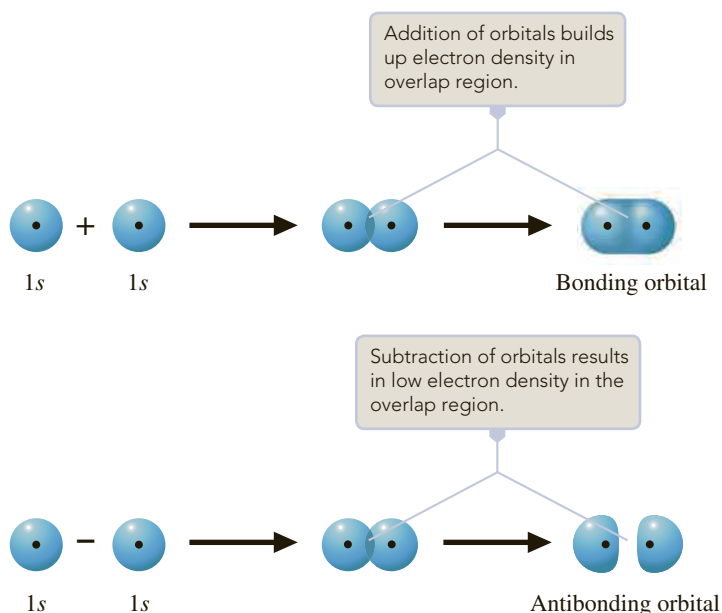 Addition of orbitals builds
up electron density in
overlap region.
+
1s 1s
Bonding orbital
Subtraction of orbitals results
in low electron density in the
overlap region.
–
1s 1s
Antibonding orbital